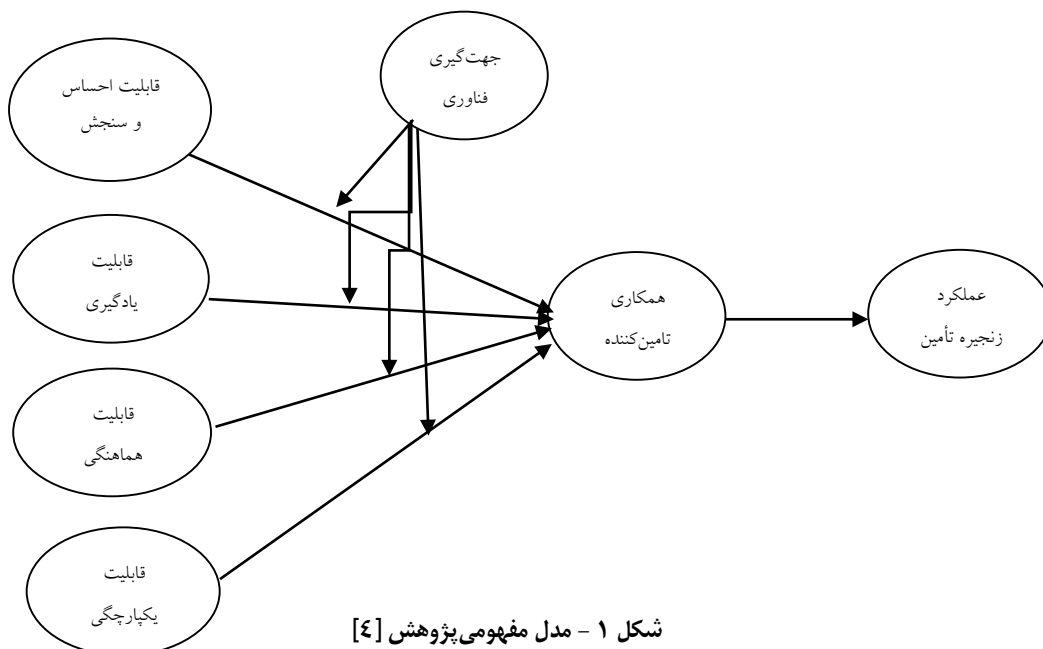 جهت‌گیری
فناوری
قابلیت احساس
و سنجش
قابلیت
یادگیری
همکاری
تامین‌کننده
عملکرد
زنجیره تأمین
قابلیت
هماهنگی
قابلیت
یکپارچگی
شکل ۱ - مدل مفهومی‌پژوهش [٤]